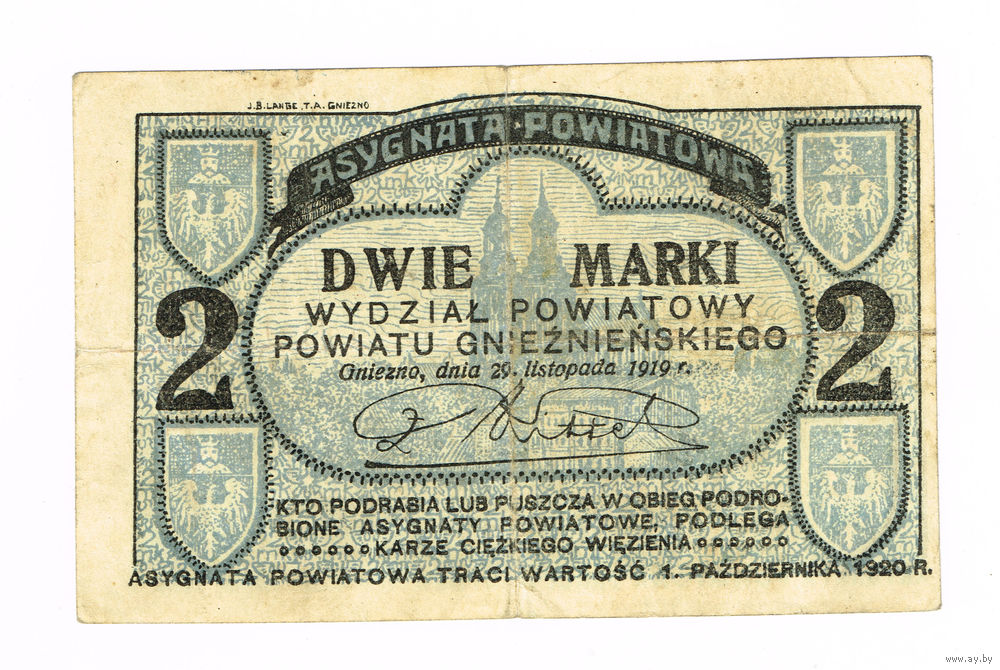 J.B.LANGE, T.A. GNIEZNO
ASYGNATA POWIATOWA
DWIE MARKI
2 2
WYDZIAŁ POWIATOWY
POWIATU GNIEŹNIEŃSKIEGO
Gniezno, dnia 29. listopada 1919 r.
KTO PODRABIA LUB PUSZCZA W OBIEG PODRO-
BIONE ASYGNATY POWIATOWE, PODLEGA
KARZE CIĘŻKIEGO WIĘZIENIA
ASYGNATA POWIATOWA TRACI WARTOŚĆ 1. PAŹDZIERNIKA 1920 R.
www.ay.by